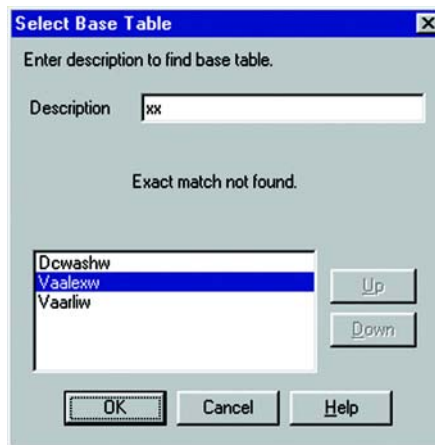 Select Base Table
Enter description to find base table.
Description xx
Exact match not found.
Dcwashw
Vaalexw
Vaarliw
Up
Down
OK Cancel Help